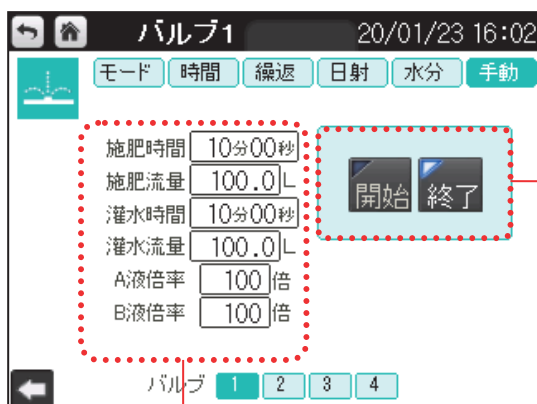 バルブ1 20/01/23 16:02
モード 時間 繰返 日射 水分 手動
施肥時間 10分00秒
施肥流量 100.0L
灌水時間 10分00秒
灌水流量 100.0L
A液倍率 100倍
B液倍率 100倍
開始 終了
バルブ 1 2 3 4